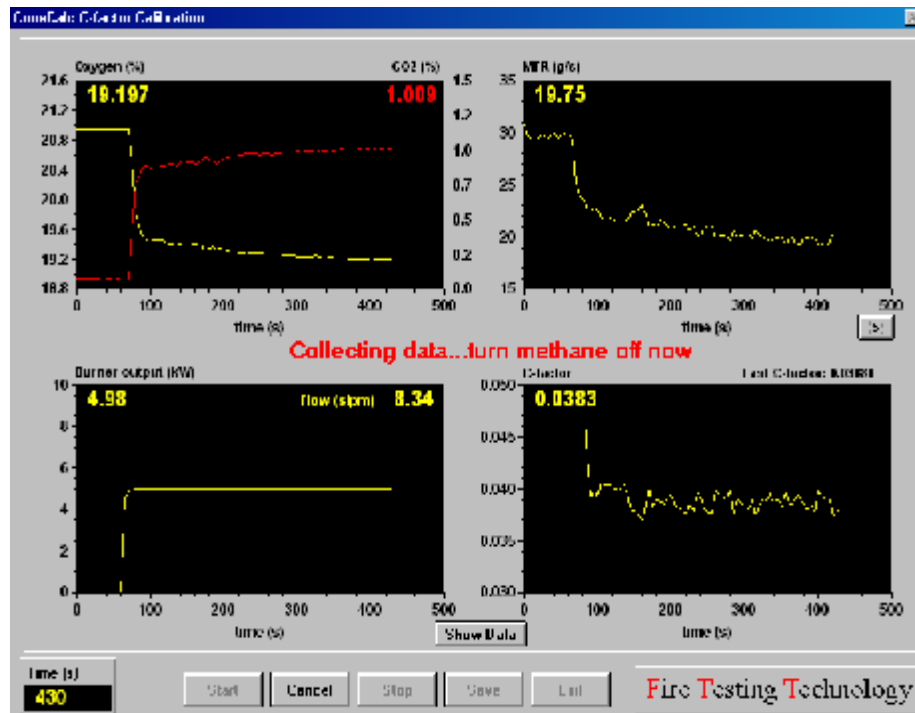 ConeCalc C-factor Calibration
Oxygen (%)
CO2 (%)
19.197
1.009
21.6
21.2
20.8
20.4
20.0
19.6
19.2
18.8
1.5
1.2
1.0
0.7
0.5
0.2
0.0
0 100 200 300 400 500
time (s)
MFR (g/s)
19.75
35
30
25
20
15
0 100 200 300 400 500
time (s)
Collecting data...turn methane off now
Burner output (kW)
4.98
flow (slpm) 8.34
10
8
6
4
2
0
0 100 200 300 400 500
time (s)
C-factor
Last C-factor:
0.0383
0.050
0.045
0.040
0.035
0.030
0 100 200 300 400 500
time (s)
Show Data
Time (s)
430
Start
Cancel
Stop
Save
Exit
Fire Testing Technology